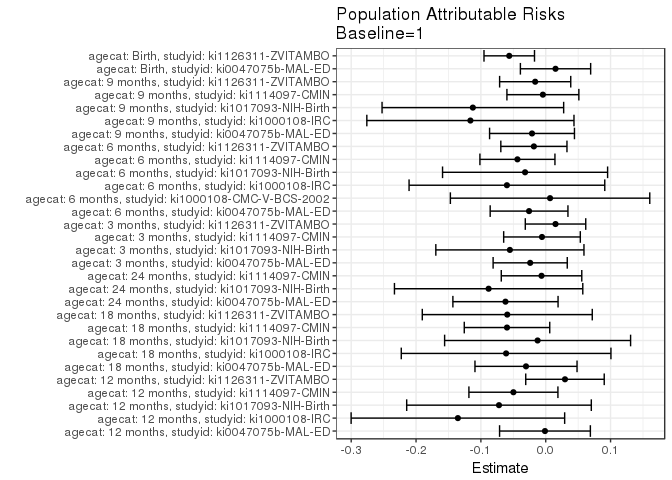 Population Attributable Risks
Baseline=1
agecat: Birth, studyid: ki1126311-ZVITAMBO
agecat: Birth, studyid: ki0047075b-MAL-ED
agecat: 9 months, studyid: ki1126311-ZVITAMBO
agecat: 9 months, studyid: ki1114097-CMIN
agecat: 9 months, studyid: ki1017093-NIH-Birth
agecat: 9 months, studyid: ki1000108-IRC
agecat: 9 months, studyid: ki0047075b-MAL-ED
agecat: 6 months, studyid: ki1126311-ZVITAMBO
agecat: 6 months, studyid: ki1114097-CMIN
agecat: 6 months, studyid: ki1017093-NIH-Birth
agecat: 6 months, studyid: ki1000108-IRC
agecat: 6 months, studyid: ki1000108-CMC-V-BCS-2002
agecat: 6 months, studyid: ki0047075b-MAL-ED
agecat: 3 months, studyid: ki1126311-ZVITAMBO
agecat: 3 months, studyid: ki1114097-CMIN
agecat: 3 months, studyid: ki1017093-NIH-Birth
agecat: 3 months, studyid: ki0047075b-MAL-ED
agecat: 24 months, studyid: ki1114097-CMIN
agecat: 24 months, studyid: ki1017093-NIH-Birth
agecat: 24 months, studyid: ki0047075b-MAL-ED
agecat: 18 months, studyid: ki1126311-ZVITAMBO
agecat: 18 months, studyid: ki1114097-CMIN
agecat: 18 months, studyid: ki1017093-NIH-Birth
agecat: 18 months, studyid: ki1000108-IRC
agecat: 18 months, studyid: ki0047075b-MAL-ED
agecat: 12 months, studyid: ki1126311-ZVITAMBO
agecat: 12 months, studyid: ki1114097-CMIN
agecat: 12 months, studyid: ki1017093-NIH-Birth
agecat: 12 months, studyid: ki1000108-IRC
agecat: 12 months, studyid: ki0047075b-MAL-ED
-0.3 -0.2 -0.1 0.0 0.1
Estimate